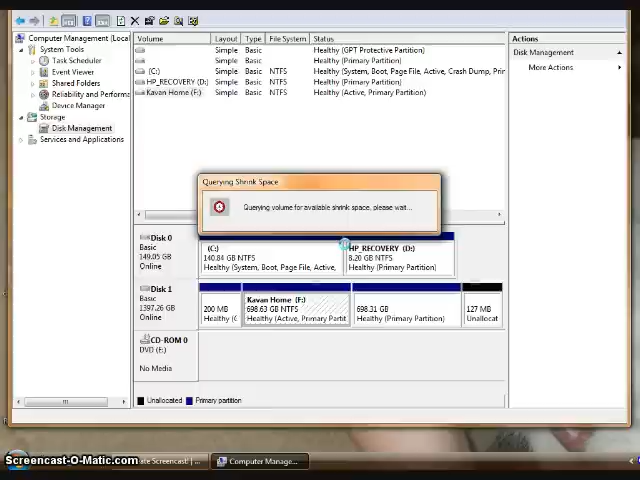 Volume Layout Type File System Status
Simple Basic Healthy (GPT Protective Partition)
Simple Basic Healthy (Primary Partition)
(C:) Simple Basic NTFS Healthy (System, Boot, Page File, Active, Crash Dump, Prir
HP_RECOVERY (D:) Simple Basic NTFS Healthy (Primary Partition)
Kavan Home (F:) Simple Basic NTFS Healthy (Active, Primary Partition)
Computer Management (Local
System Tools
Task Scheduler
Event Viewer
Shared Folders
Reliability and Performa
Device Manager
Storage
Disk Management
Services and Applications
Actions
Disk Management
More Actions
Querying Shrink Space
Querying volume for available shrink space, please wait...
Disk 0
Basic
149.05 GB
Online
(C:)
140.84 GB NTFS
Healthy (System, Boot, Page File, Active,
HP_RECOVERY (D:)
8.20 GB NTFS
Healthy (Primary Partition)
Disk 1
Basic
1397.26 GB
Online
200 MB
Healthy (
Kavan Home (F:)
698.63 GB NTFS
Healthy (Active, Primary Partit
698.31 GB
Healthy (Primary Partition)
127 MB
Unallocat
CD-ROM 0
DVD (E:)
No Media
Unallocated Primary partition
Screencast-O-Matic.com
ate Screencast! | ...
Computer Manage...